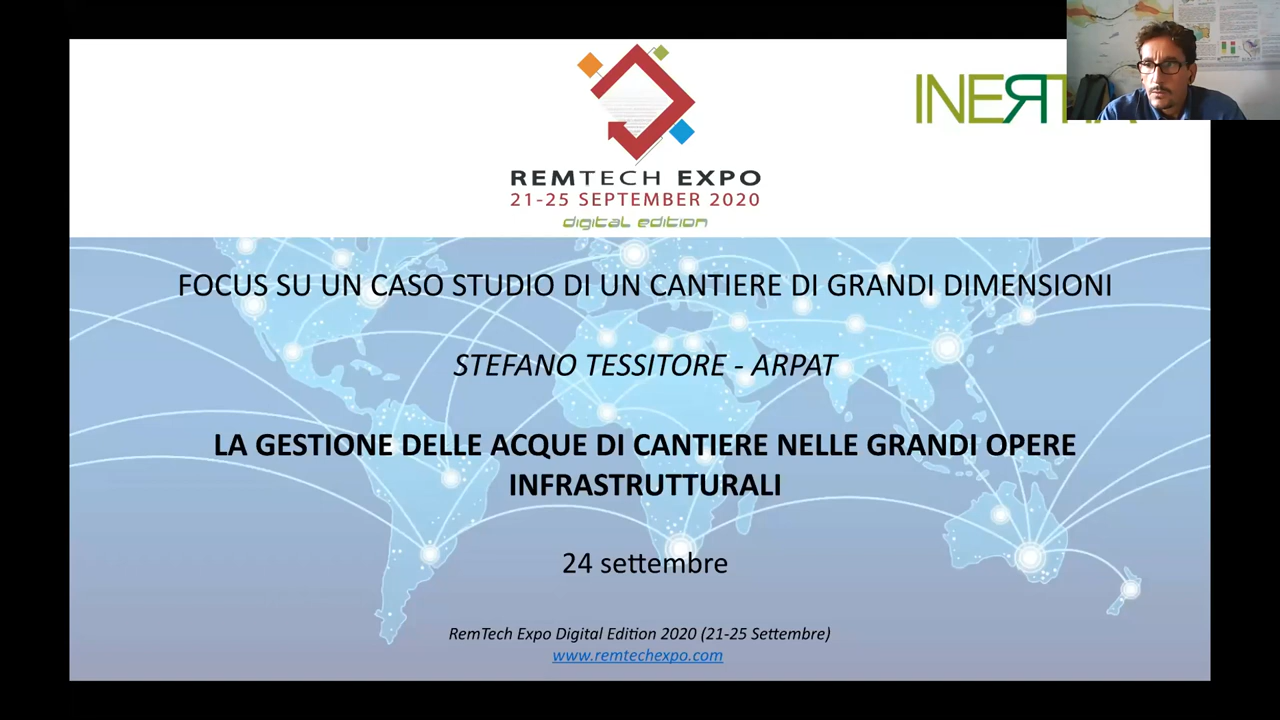 REMTECH EXPO
21-25 SEPTEMBER 2020
digital edition
FOCUS SU UN CASO STUDIO DI UN CANTIERE DI GRANDI DIMENSIONI
STEFANO TESSITORE - ARPAT
LA GESTIONE DELLE ACQUE DI CANTIERE NELLE GRANDI OPERE
INFRASTRUTTURALI
24 settembre
RemTech Expo Digital Edition 2020 (21-25 Settembre)
www.remtechexpo.com